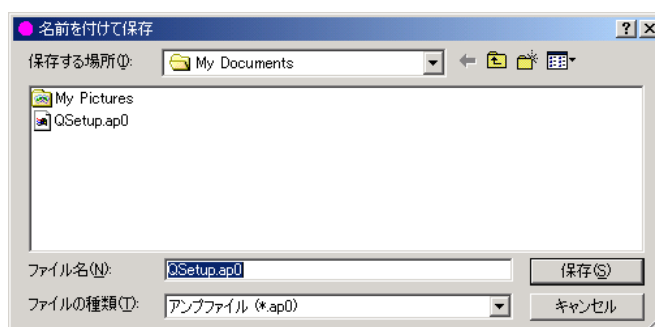 名前を付けて保存
保存する場所(I): My Documents
My Pictures
QSetup.ap0
ファイル名(N): QSetup.ap0 保存(S)
ファイルの種類(T): アンプファイル (*.ap0) キャンセル